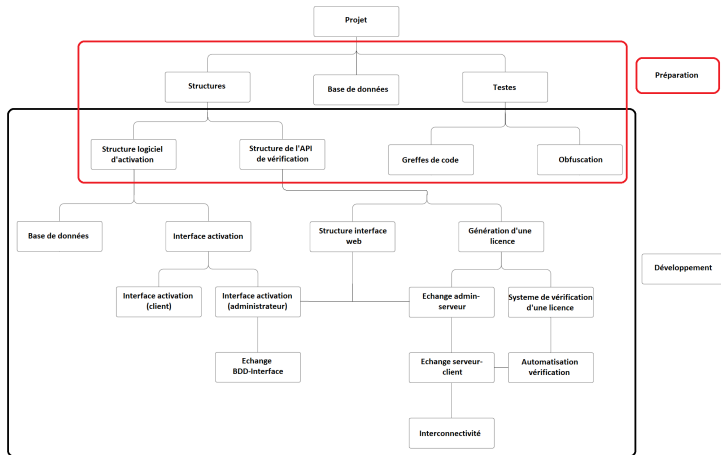 Projet
Structures
Base de données
Testes
Préparation
Structure logiciel
d'activation
Structure de l'API
de vérification
Greffes de code
Obfuscation
Base de données
Interface activation
Structure interface
web
Génération d'une
licence
Développement
Interface activation
(client)
Interface activation
(administrateur)
Echange admin-
serveur
Systeme de vérification
d'une licence
Echange
BDD-Interface
Echange serveur-
client
Automatisation
vérification
Interconnectivité